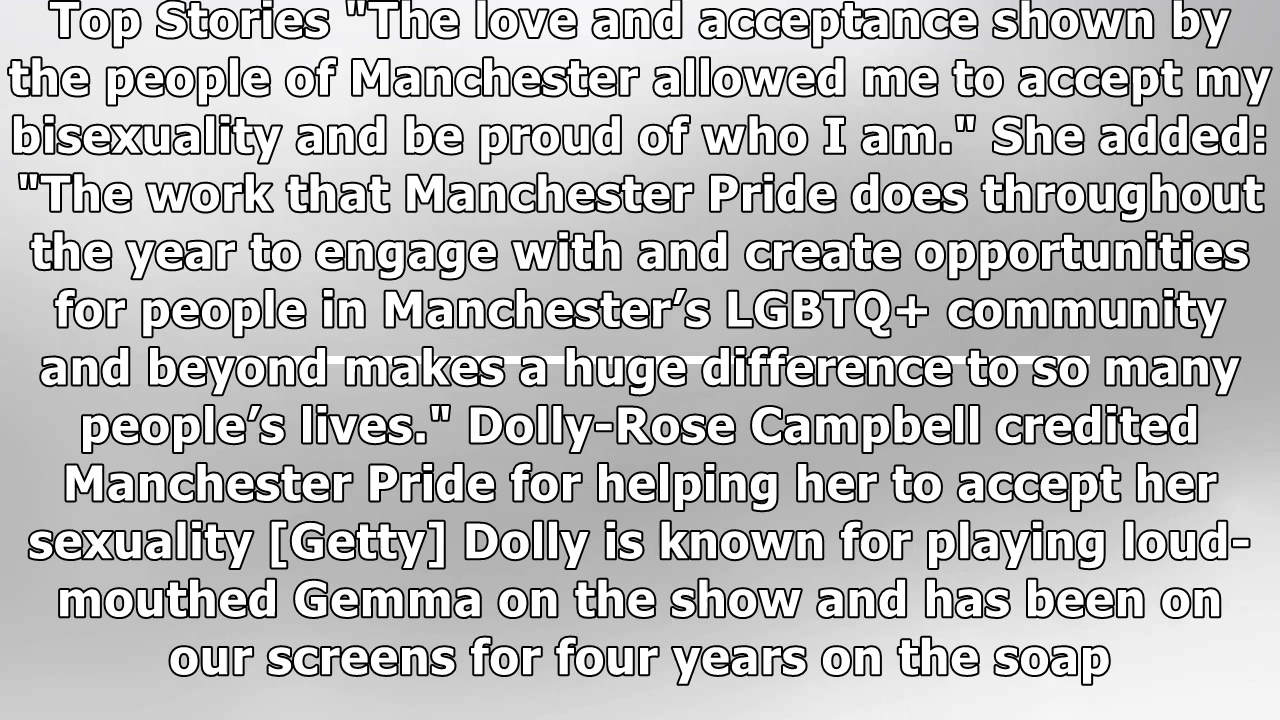 Top Stories "The love and acceptance shown by
the people of Manchester allowed me to accept my
bisexuality and be proud of who I am." She added:
"The work that Manchester Pride does throughout
the year to engage with and create opportunities
for people in Manchester’s LGBTQ+ community
and beyond makes a huge difference to so many
people’s lives." Dolly-Rose Campbell credited
Manchester Pride for helping her to accept her
sexuality [Getty] Dolly is known for playing loud-
mouthed Gemma on the show and has been on
our screens for four years on the soap